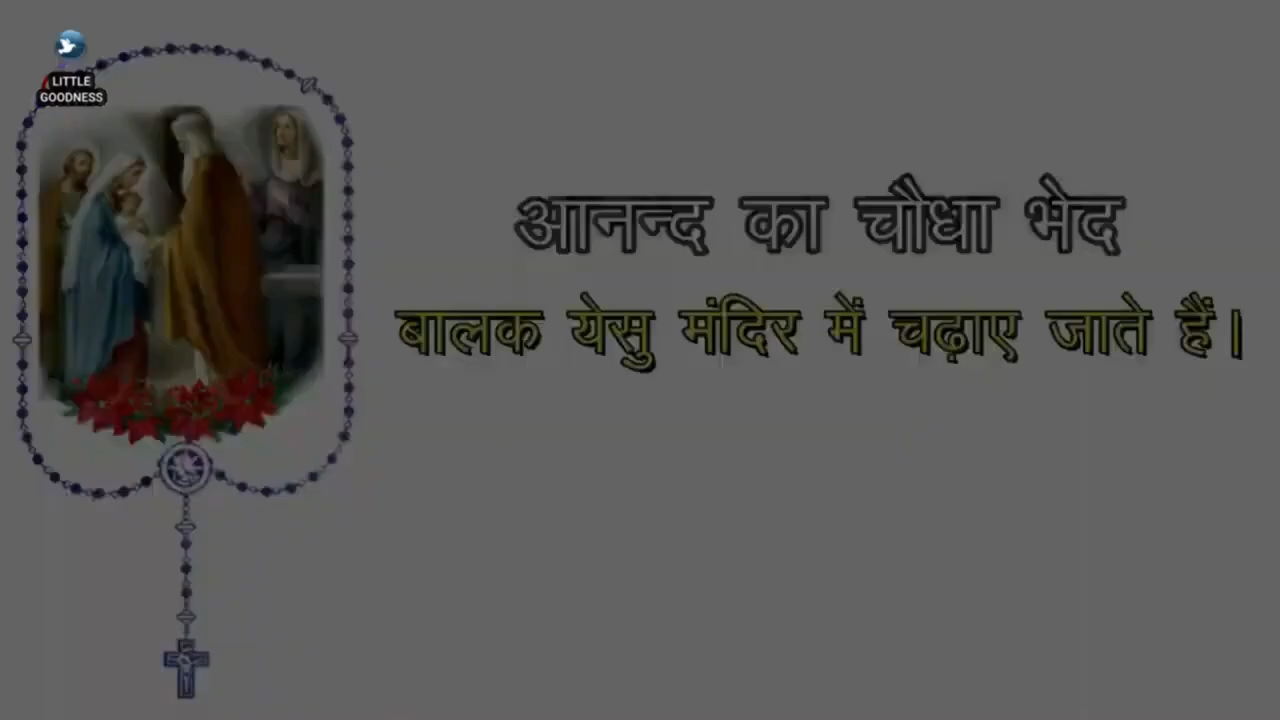 LITTLE
GOODNESS
आनन्द का चौधा भेद
बालक येसु मंदिर में चढ़ाए जाते हैं।